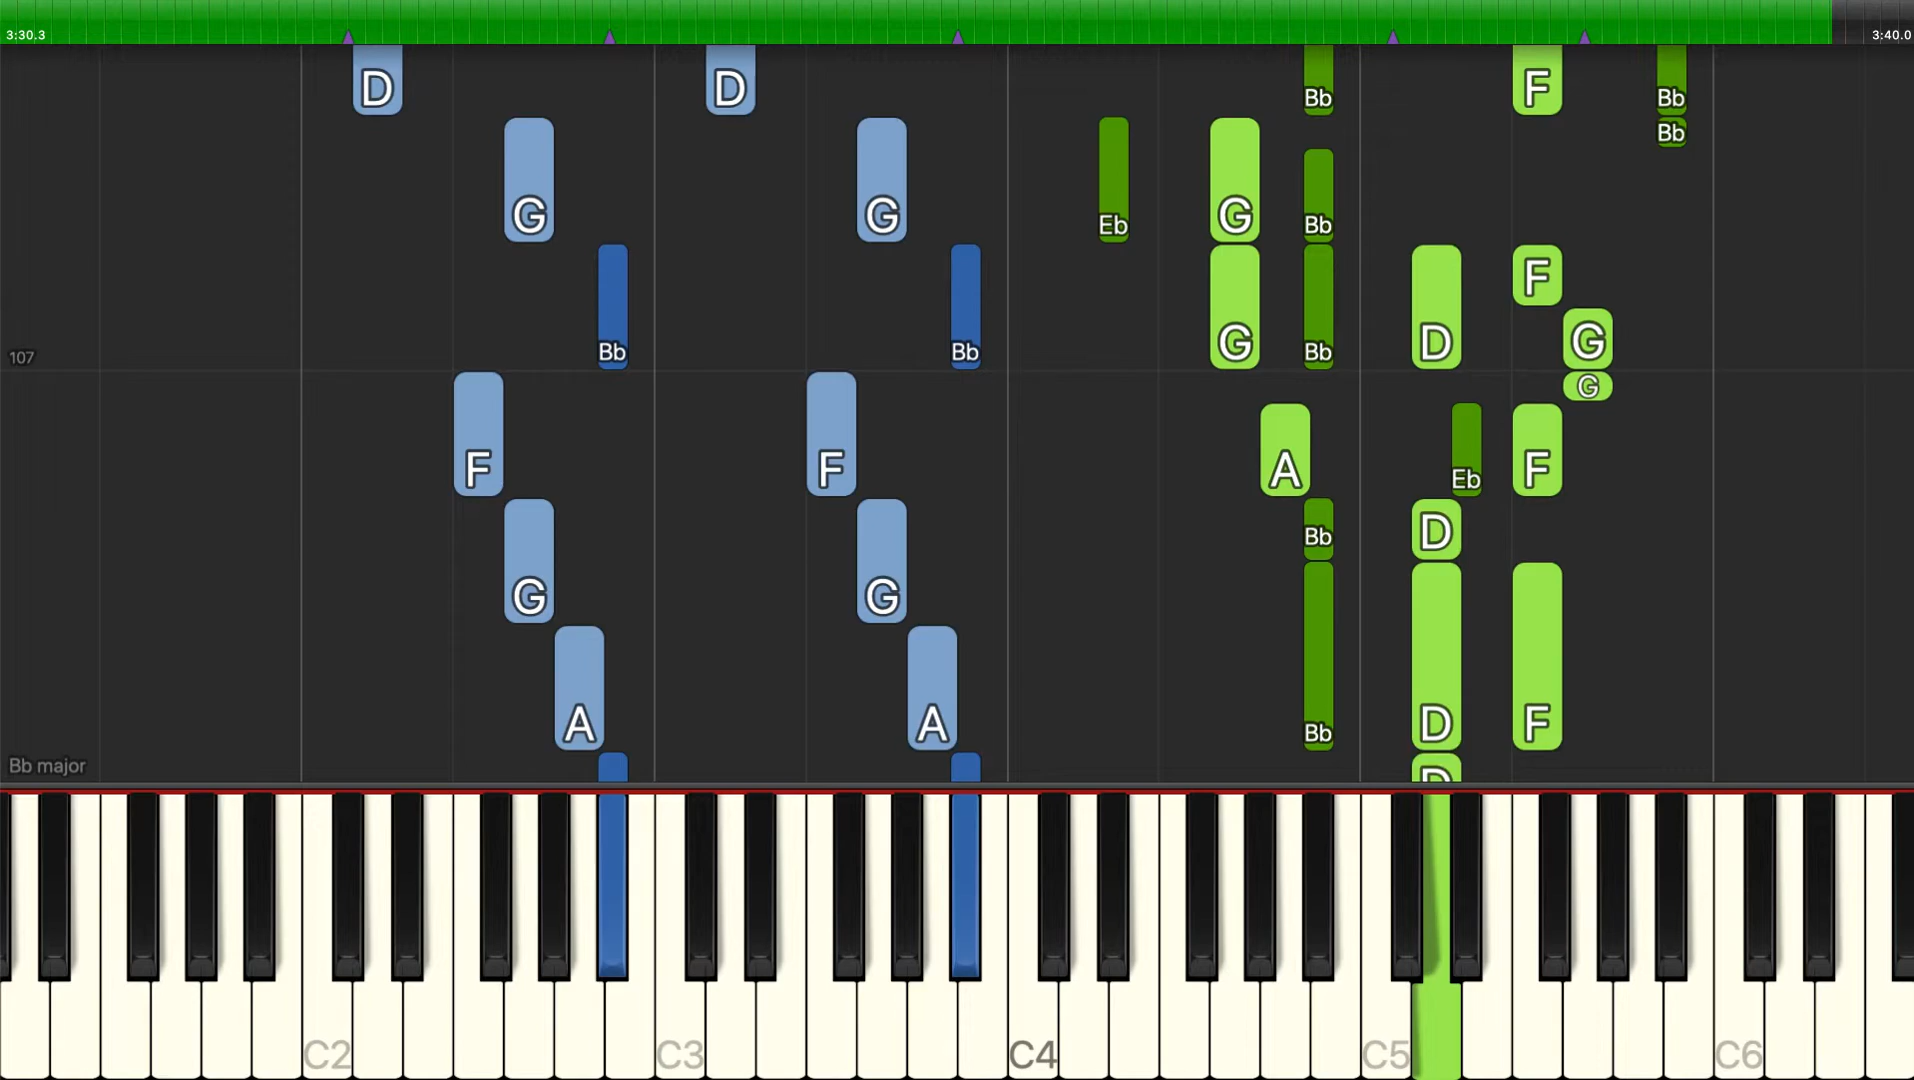 3:30.3 3:40.0
D D Bb F Bb
Bb
G G Eb G Bb
F
Bb Bb G Bb D G
107
G
F F A Eb F
Bb D
G G
A A Bb D F
Bb major D
C2 C3 C4 C5 C6